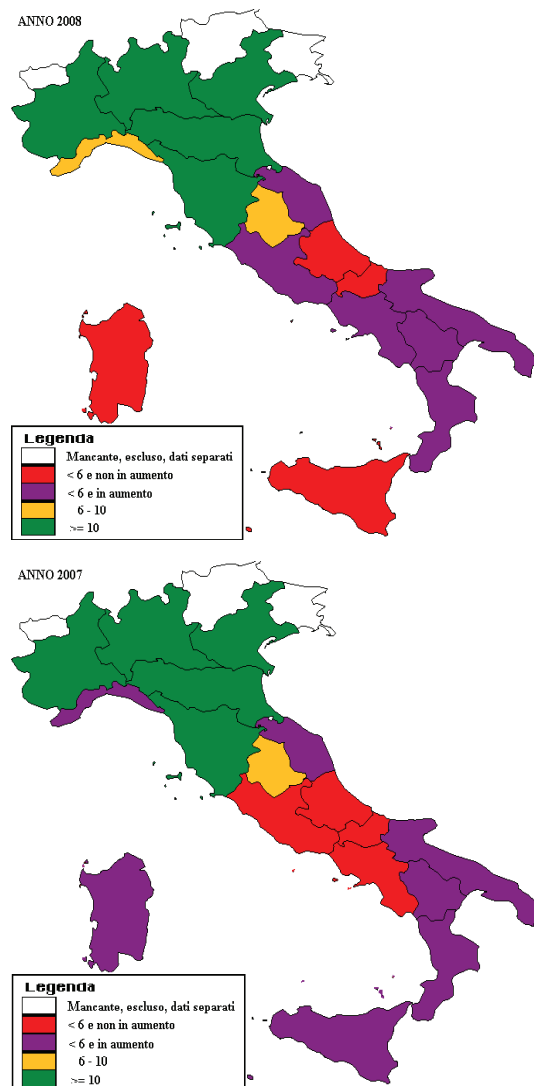 ANNO 2008
Legenda
Mancante, escluso, dati separati
< 6 e non in aumento
< 6 e in aumento
6 - 10
>= 10
ANNO 2007
Legenda
Mancante, escluso, dati separati
< 6 e non in aumento
< 6 e in aumento
6 - 10
>= 10